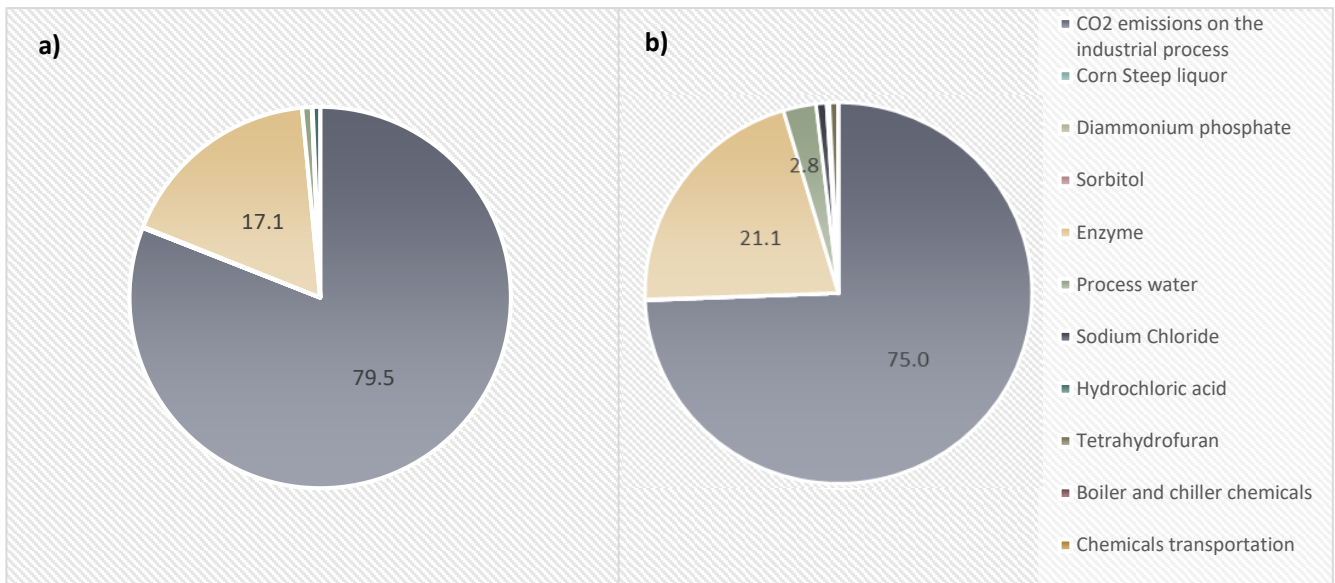 a)
79.5
17.1
b)
75.0
21.1
2.8
CO2 emissions on the
industrial process
Corn Steep liquor
Diammonium phosphate
Sorbitol
Enzyme
Process water
Sodium Chloride
Hydrochloric acid
Tetrahydrofuran
Boiler and chiller chemicals
Chemicals transportation